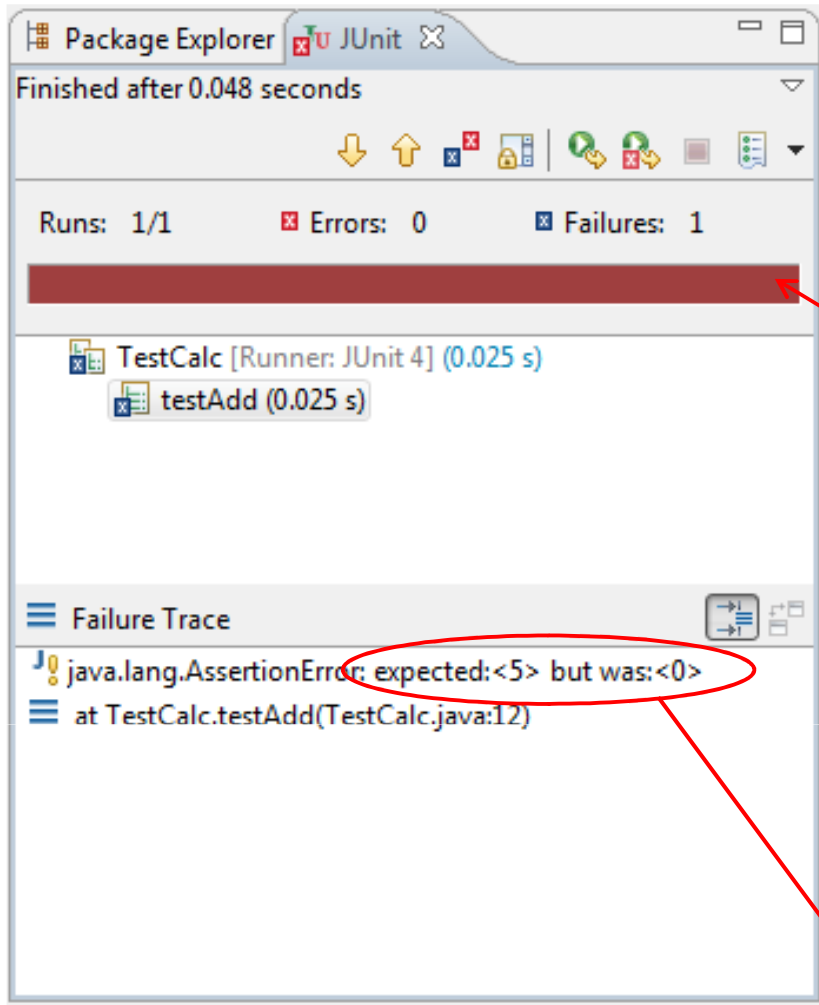 Package Explorer JUnit
Finished after 0.048 seconds
Runs: 1/1 Errors: 0 Failures: 1
TestCalc [Runner: JUnit 4] (0.025 s)
testAdd (0.025 s)
Failure Trace
java.lang.AssertionError: expected:<5> but was:<0>
at TestCalc.testAdd(TestCalc.java:12)